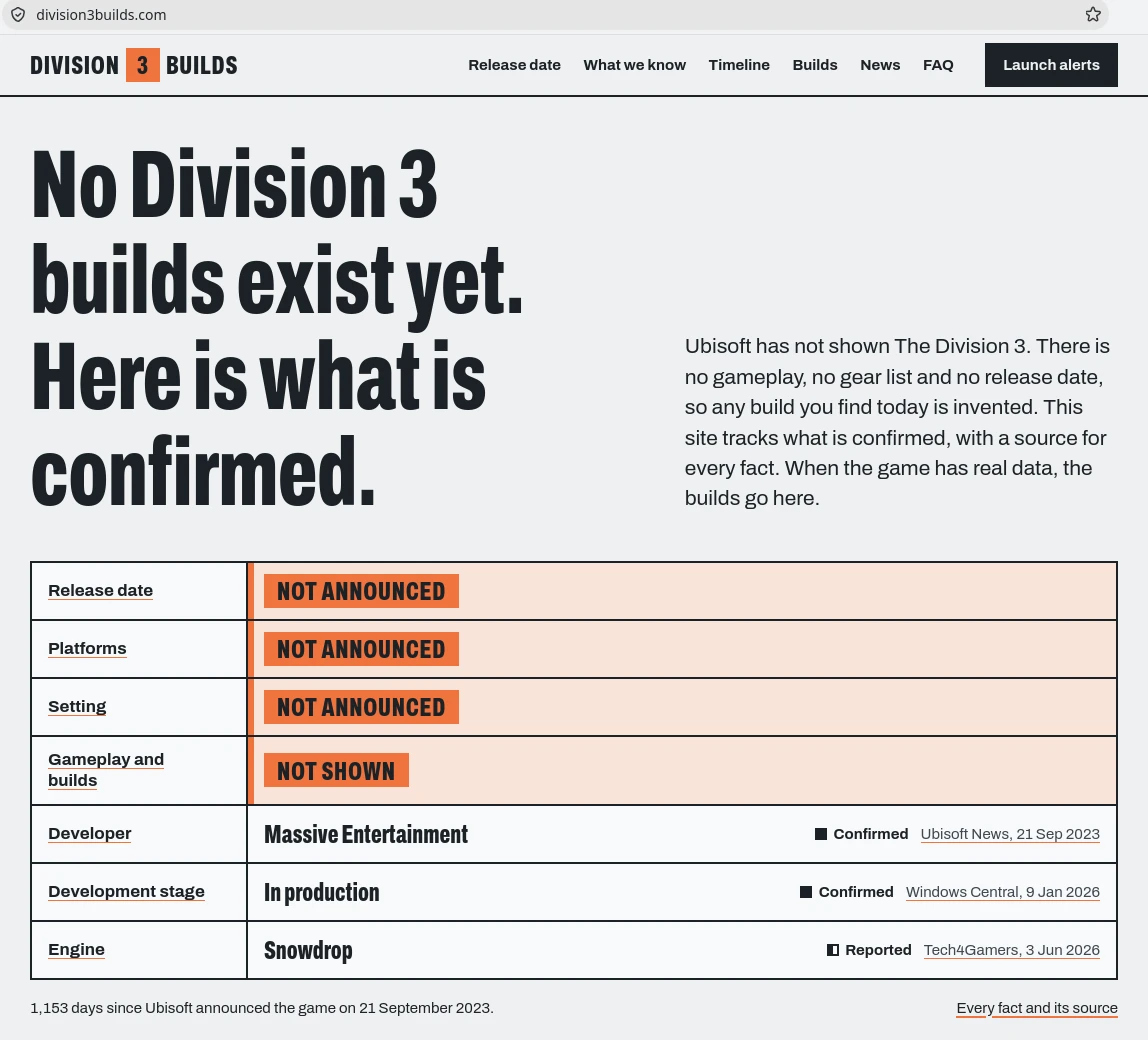 division3builds.com
DIVISION 3 BUILDS
Release date
What we know
Timeline
Builds
News
FAQ
Launch alerts
No Division 3
builds exist yet.
Here is what is
confirmed.
Ubisoft has not shown The Division 3. There is
no gameplay, no gear list and no release date,
so any build you find today is invented. This
site tracks what is confirmed, with a source for
every fact. When the game has real data, the
builds go here.
Release date
NOT ANNOUNCED
Platforms
NOT ANNOUNCED
Setting
NOT ANNOUNCED
Gameplay and
builds
NOT SHOWN
Developer
Massive Entertainment
Confirmed
Ubisoft News, 21 Sep 2023
Development stage
In production
Confirmed
Windows Central, 9 Jan 2026
Engine
Snowdrop
Reported
Tech4Gamers, 3 Jun 2026
1,153 days since Ubisoft announced the game on 21 September 2023.
Every fact and its source